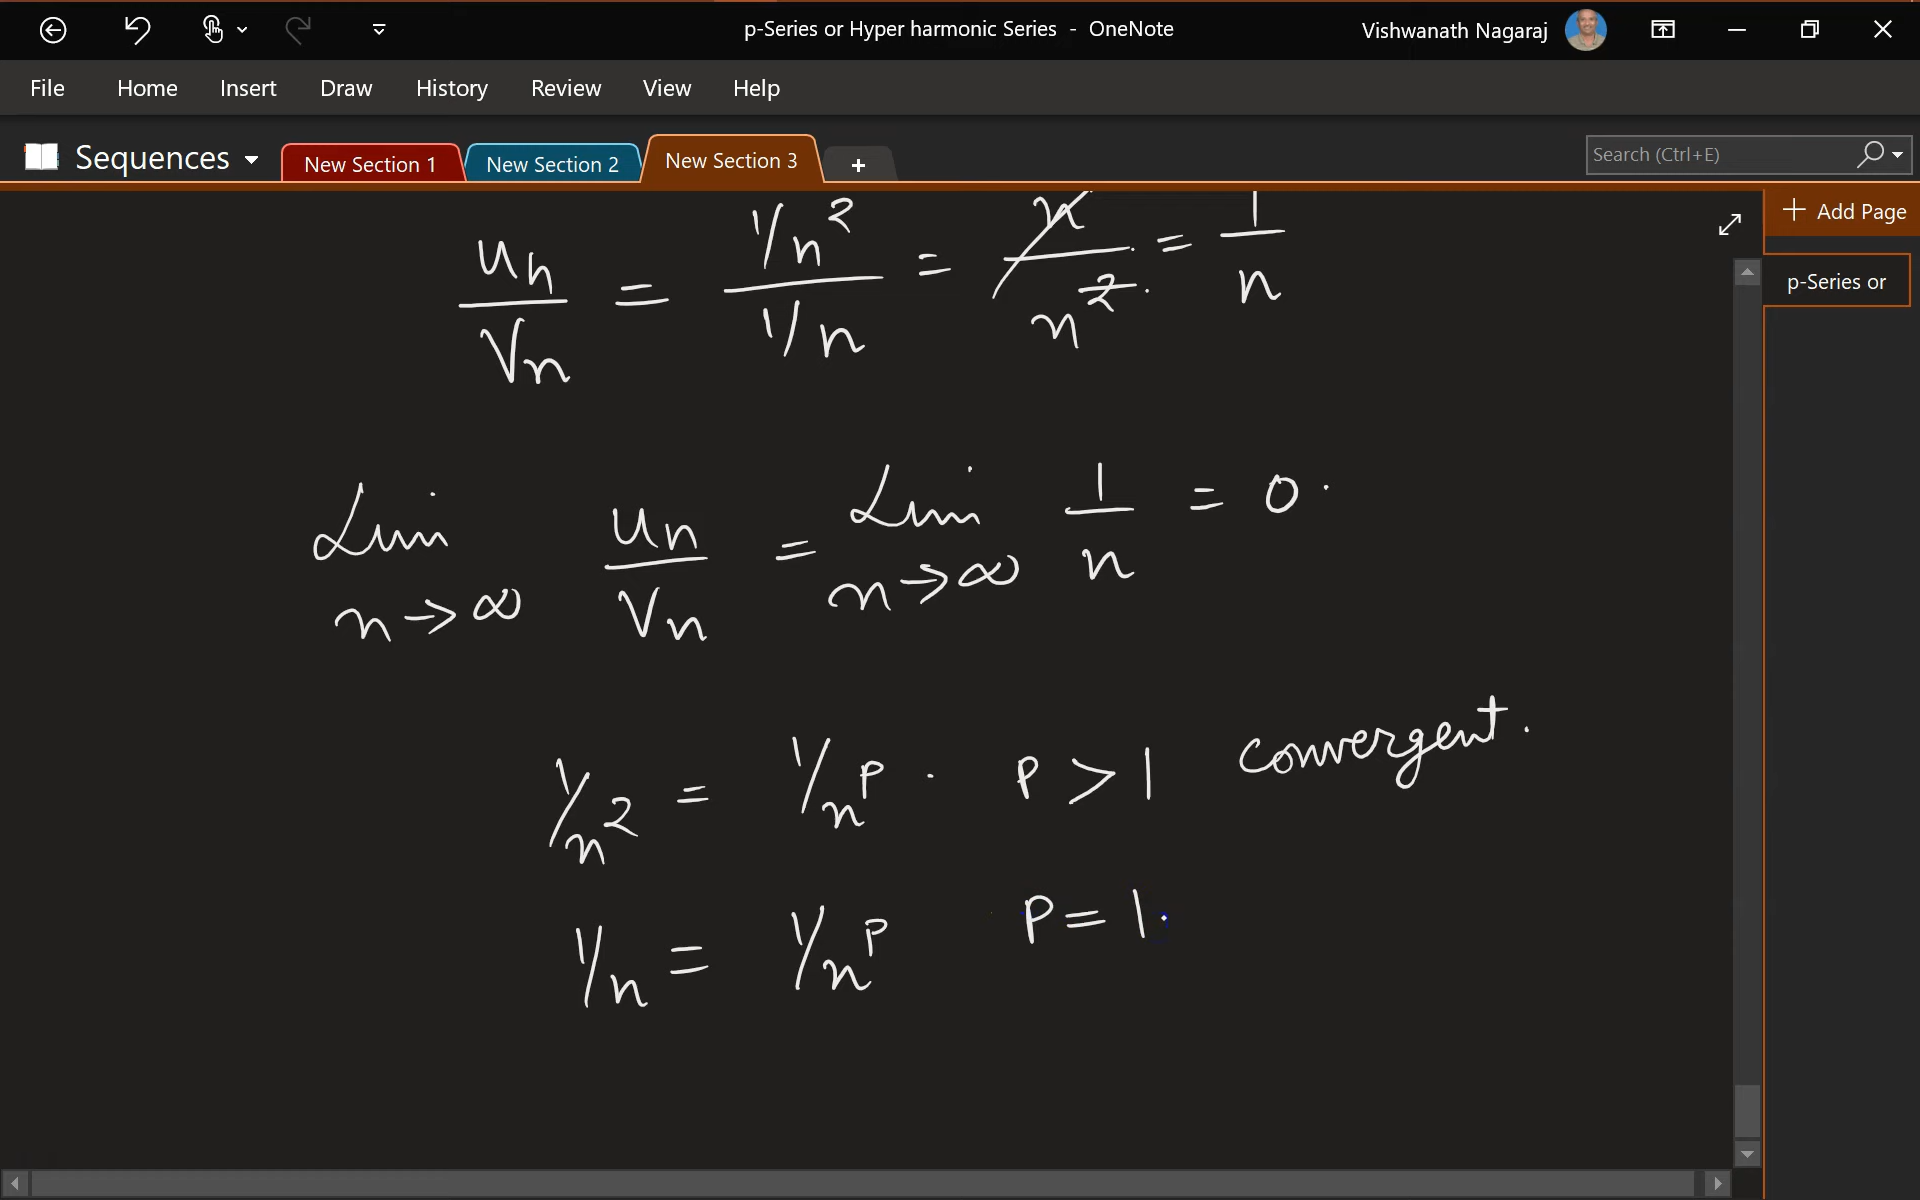 p-Series or Hyper harmonic Series - OneNote
Vishwanath Nagaraj
File Home Insert Draw History Review View Help
Sequences New Section 1 New Section 2 New Section 3 +
Search (Ctrl+E)
+ Add Page
p-Series or
un/vn = (1/n²)/(1/n) = n/n² = 1/n
Lim n→∞ un/vn = Lim n→∞ 1/n = 0.
1/n² = 1/n^p . p > 1 convergent.
1/n = 1/n^p p = 1.